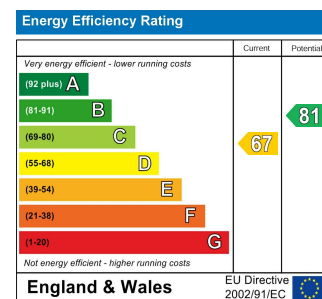 Energy Efficiency Rating
Current Potential
Very energy efficient - lower running costs
(92 plus) A
(81-91) B
81
(69-80) C
67
(55-68) D
(39-54) E
(21-38) F
(1-20) G
Not energy efficient - higher running costs
England & Wales
EU Directive
2002/91/EC